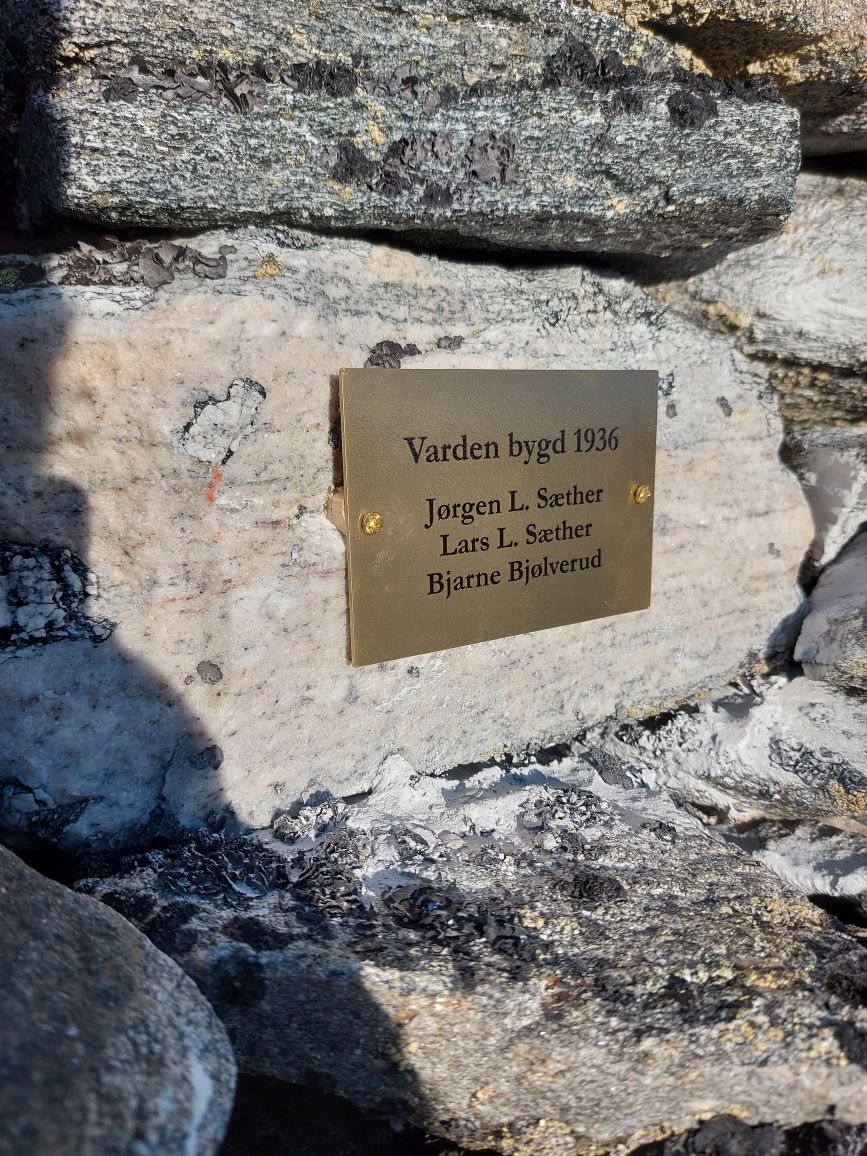 Varden bygd 1936
Jørgen L. Sæther
Lars L. Sæther
Bjarne Bjølverud